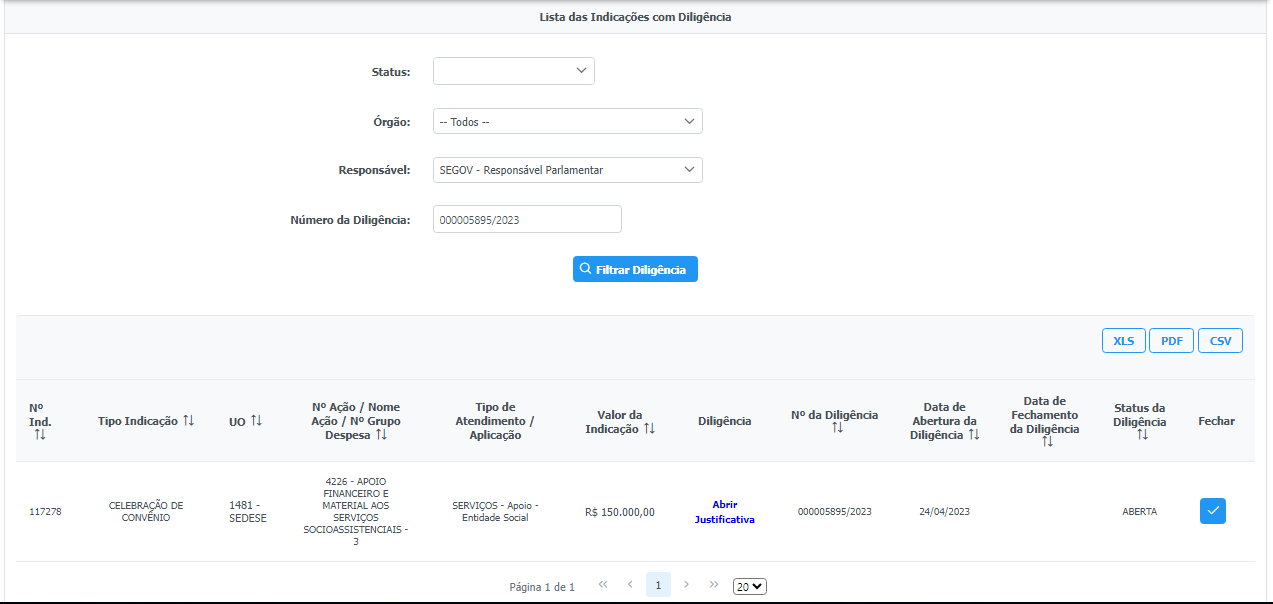 Lista das Indicações com Diligência
Status:
Órgão:
-- Todos --
Responsável:
SEGOV - Responsável Parlamentar
Número da Diligência:
000005895/2023
Filtrar Diligência
XLS
PDF
CSV
Nº
Ind.
Tipo Indicação
UO
Nº Ação / Nome
Ação / Nº Grupo
Despesa
Tipo de
Atendimento /
Aplicação
Valor da
Indicação
Diligência
Nº da Diligência
Data de
Abertura da
Diligência
Data de
Fechamento
da Diligência
Status da
Diligência
Fechar
117278
CELEBRAÇÃO DE
CONVÊNIO
1481 -
SEDESE
4226 - APOIO
FINANCEIRO E
MATERIAL AOS
SERVIÇOS
SOCIOASSISTENCIAIS -
3
SERVIÇOS - Apoio -
Entidade Social
R$ 150.000,00
Abrir
Justificativa
000005895/2023
24/04/2023
ABERTA
Página 1 de 1
1
20